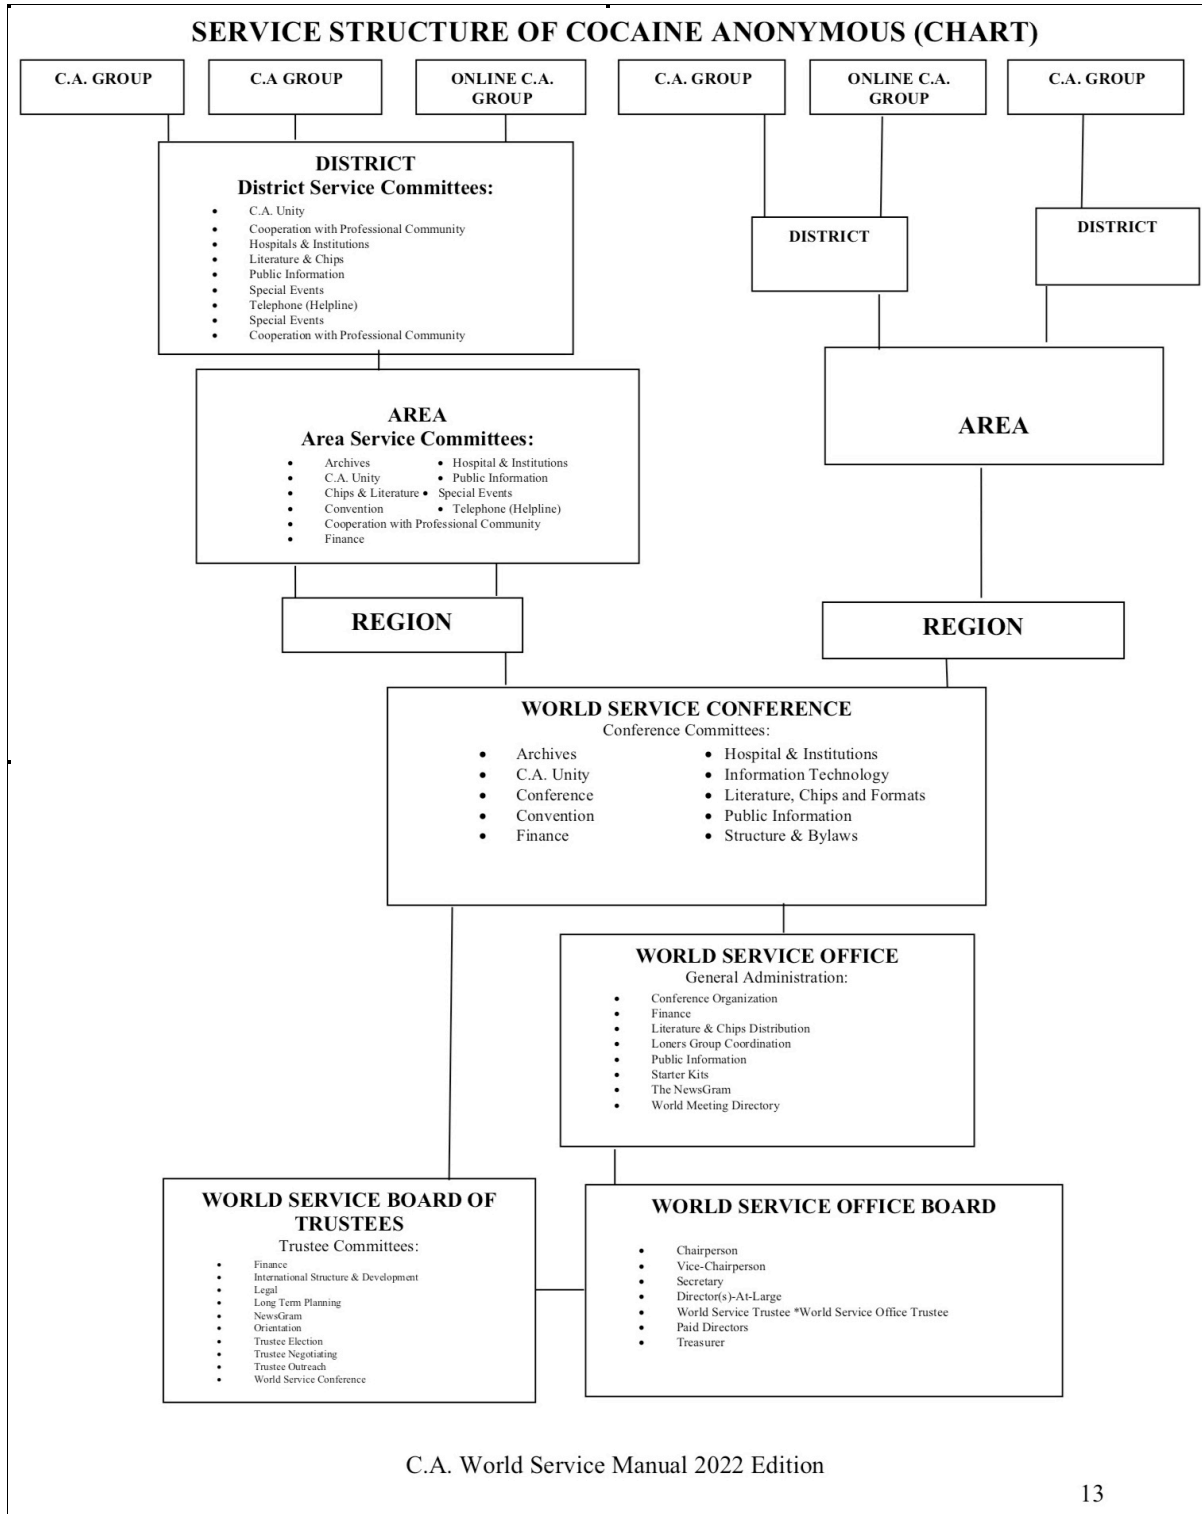 SERVICE STRUCTURE OF COCAINE ANONYMOUS (CHART)
C.A. GROUP
C.A GROUP
ONLINE C.A.
GROUP
C.A. GROUP
ONLINE C.A.
GROUP
C.A. GROUP
DISTRICT
District Service Committees:
• C.A. Unity
• Cooperation with Professional Community
• Hospitals & Institutions
• Literature & Chips
• Public Information
• Special Events
• Telephone (Helpline)
• Special Events
• Cooperation with Professional Community
DISTRICT
DISTRICT
AREA
Area Service Committees:
• Archives • Hospital & Institutions
• C.A. Unity • Public Information
• Chips & Literature • Special Events
• Convention • Telephone (Helpline)
• Cooperation with Professional Community
• Finance
AREA
REGION
REGION
WORLD SERVICE CONFERENCE
Conference Committees:
• Archives • Hospital & Institutions
• C.A. Unity • Information Technology
• Conference • Literature, Chips and Formats
• Convention • Public Information
• Finance • Structure & Bylaws
WORLD SERVICE OFFICE
General Administration:
• Conference Organization
• Finance
• Literature & Chips Distribution
• Loners Group Coordination
• Public Information
• Starter Kits
• The NewsGram
• World Meeting Directory
WORLD SERVICE BOARD OF
TRUSTEES
Trustee Committees:
• Finance
• International Structure & Development
• Legal
• Long Term Planning
• NewsGram
• Orientation
• Trustee Election
• Trustee Negotiating
• Trustee Outreach
• World Service Conference
WORLD SERVICE OFFICE BOARD
• Chairperson
• Vice-Chairperson
• Secretary
• Director(s)-At-Large
• World Service Trustee *World Service Office Trustee
• Paid Directors
• Treasurer
C.A. World Service Manual 2022 Edition
13